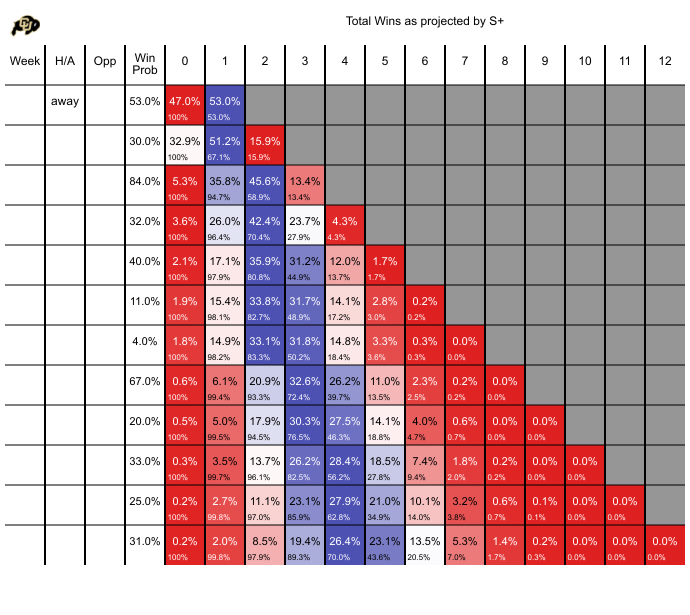 Total Wins as projected by S+
Week H/A Opp Win Prob 0 1 2 3 4 5 6 7 8 9 10 11 12
away 53.0% 47.0% 53.0%
100% 53.0%
30.0% 32.9% 51.2% 15.9%
100% 67.1% 15.9%
84.0% 5.3% 35.8% 45.6% 13.4%
100% 94.7% 58.9% 13.4%
32.0% 3.6% 26.0% 42.4% 23.7% 4.3%
100% 96.4% 70.4% 27.9% 4.3%
40.0% 2.1% 17.1% 35.9% 31.2% 12.0% 1.7%
100% 97.9% 80.8% 44.9% 13.7% 1.7%
11.0% 1.9% 15.4% 33.8% 31.7% 14.1% 2.8% 0.2%
100% 98.1% 82.7% 48.9% 17.2% 3.0% 0.2%
4.0% 1.8% 14.9% 33.1% 31.8% 14.8% 3.3% 0.3% 0.0%
100% 98.2% 83.3% 50.2% 18.4% 3.6% 0.3% 0.0%
67.0% 0.6% 6.1% 20.9% 32.6% 26.2% 11.0% 2.3% 0.2% 0.0%
100% 99.4% 93.3% 72.4% 39.7% 13.5% 2.5% 0.2% 0.0%
20.0% 0.5% 5.0% 17.9% 30.3% 27.5% 14.1% 4.0% 0.6% 0.0% 0.0%
100% 99.5% 94.5% 76.5% 46.3% 18.8% 4.7% 0.7% 0.0% 0.0%
33.0% 0.3% 3.5% 13.7% 26.2% 28.4% 18.5% 7.4% 1.8% 0.2% 0.0% 0.0%
100% 99.7% 96.1% 82.5% 56.2% 27.8% 9.4% 2.0% 0.2% 0.0% 0.0%
25.0% 0.2% 2.7% 11.1% 23.1% 27.9% 21.0% 10.1% 3.2% 0.6% 0.1% 0.0% 0.0%
100% 99.8% 97.0% 85.9% 62.8% 34.9% 14.0% 3.8% 0.7% 0.1% 0.0% 0.0%
31.0% 0.2% 2.0% 8.5% 19.4% 26.4% 23.1% 13.5% 5.3% 1.4% 0.2% 0.0% 0.0% 0.0%
100% 99.8% 97.9% 89.3% 70.0% 43.6% 20.5% 7.0% 1.7% 0.3% 0.0% 0.0% 0.0%